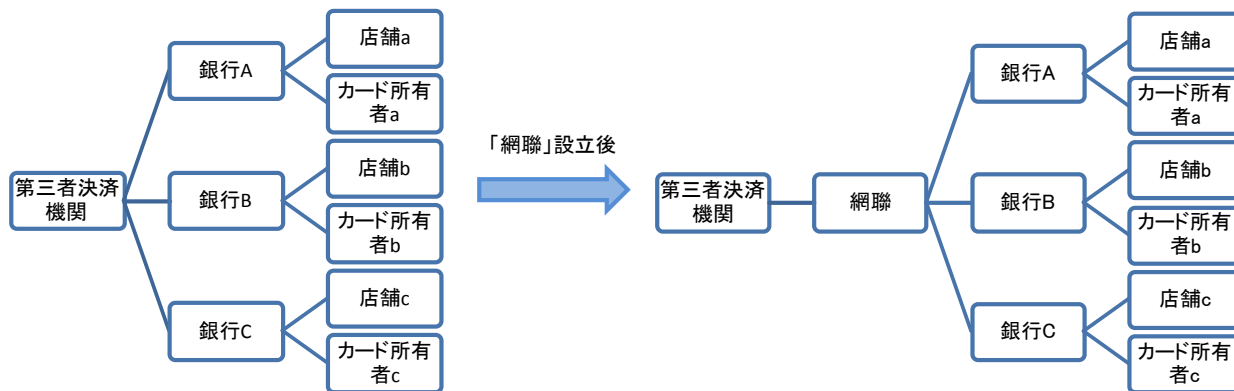 店舗a
銀行A
カード所有
者a
店舗b
第三者決済
機関
銀行B
カード所有
者b
店舗c
銀行C
カード所有
者c
「網聯」設立後
店舗a
銀行A
カード所有
者a
店舗b
第三者決済
機関
網聯
銀行B
カード所有
者b
店舗c
銀行C
カード所有
者c